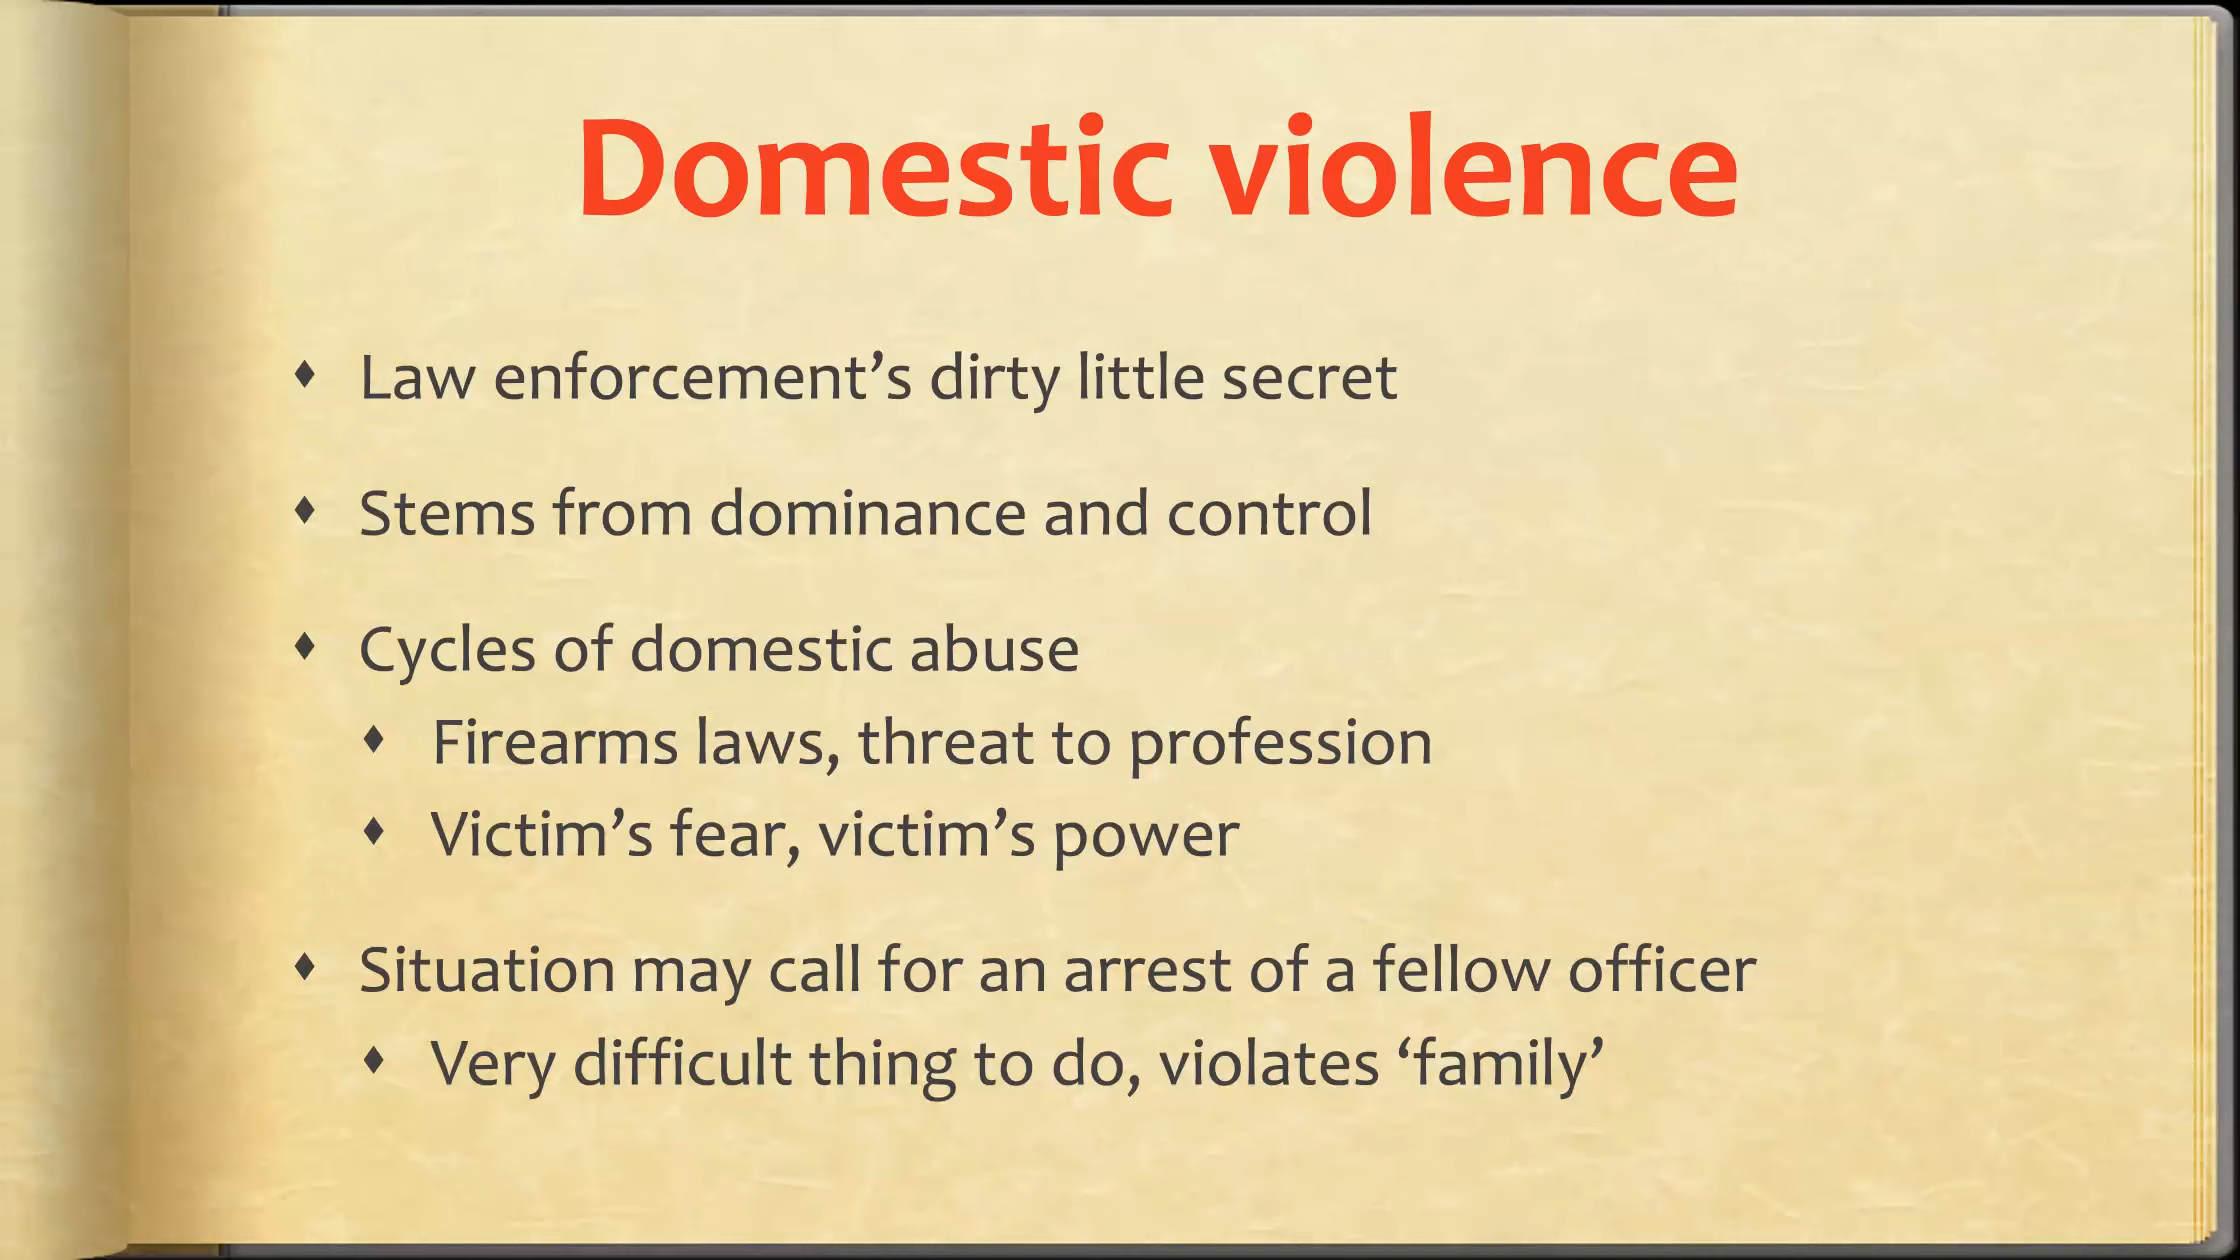 Domestic violence
♦ Law enforcement’s dirty little secret
♦ Stems from dominance and control
♦ Cycles of domestic abuse
♦ Firearms laws, threat to profession
♦ Victim’s fear, victim’s power
♦ Situation may call for an arrest of a fellow officer
♦ Very difficult thing to do, violates ‘family’